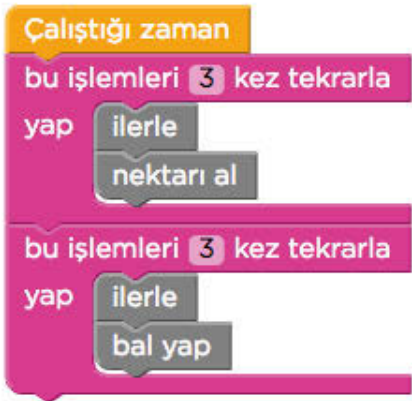 Çalıştığı zaman
bu işlemleri 3 kez tekrarla
yap ilerle
nektarı al
bu işlemleri 3 kez tekrarla
yap ilerle
bal yap